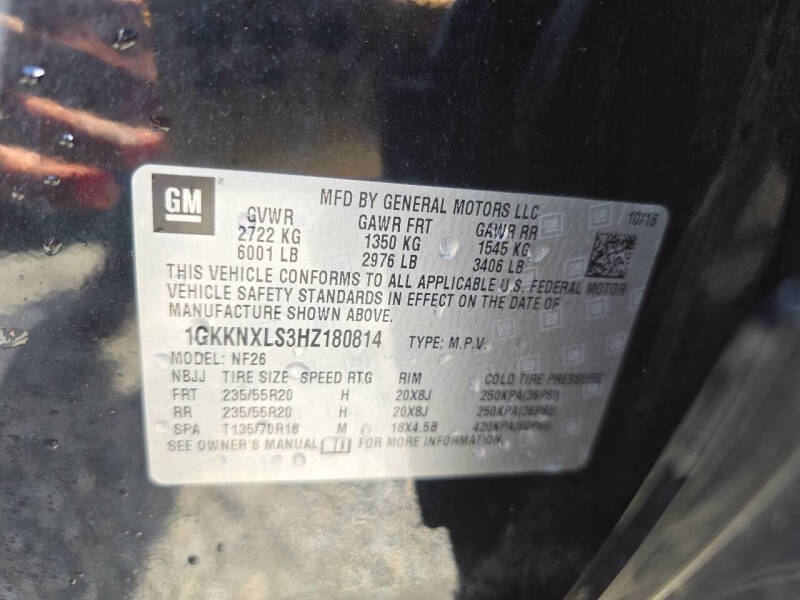 GM
MFD BY GENERAL MOTORS LLC
10/16
GVWR GAWR FRT GAWR RR
2722 KG 1350 KG 1545 KG
6001 LB 2976 LB 3406 LB
THIS VEHICLE CONFORMS TO ALL APPLICABLE U.S. FEDERAL MOTOR
VEHICLE SAFETY STANDARDS IN EFFECT ON THE DATE OF
MANUFACTURE SHOWN ABOVE.
1GKKNXLS3HZ180814 TYPE: M.P.V.
MODEL: NF26
NBJJ TIRE SIZE SPEED RTG RIM COLD TIRE PRESSURE
FRT 235/55R20 H 20X8J 250KPA(36PSI)
RR 235/55R20 H 20X8J 250KPA(36PSI)
SPA T135/70R18 M 18X4.5B 420KPA(60PSI)
SEE OWNER'S MANUAL FOR MORE INFORMATION